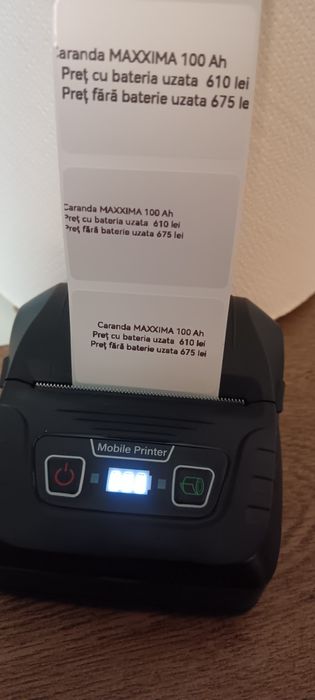 Caranda MAXXIMA 100 Ah
Preţ cu bateria uzata 610 lei
Preţ fără baterie uzata 675 le
Caranda MAXXIMA 100 Ah
Preţ cu bateria uzata 610 lei
Preţ fără baterie uzata 675 lei
Caranda MAXXIMA 100 Ah
Preţ cu bateria uzata 610 lei
Preţ fără baterie uzata 675 lei
Mobile Printer